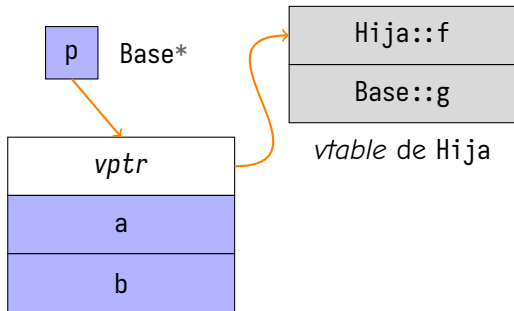 p Base*
Hija::f
Base::g
vtable de Hija
vptr
a
b